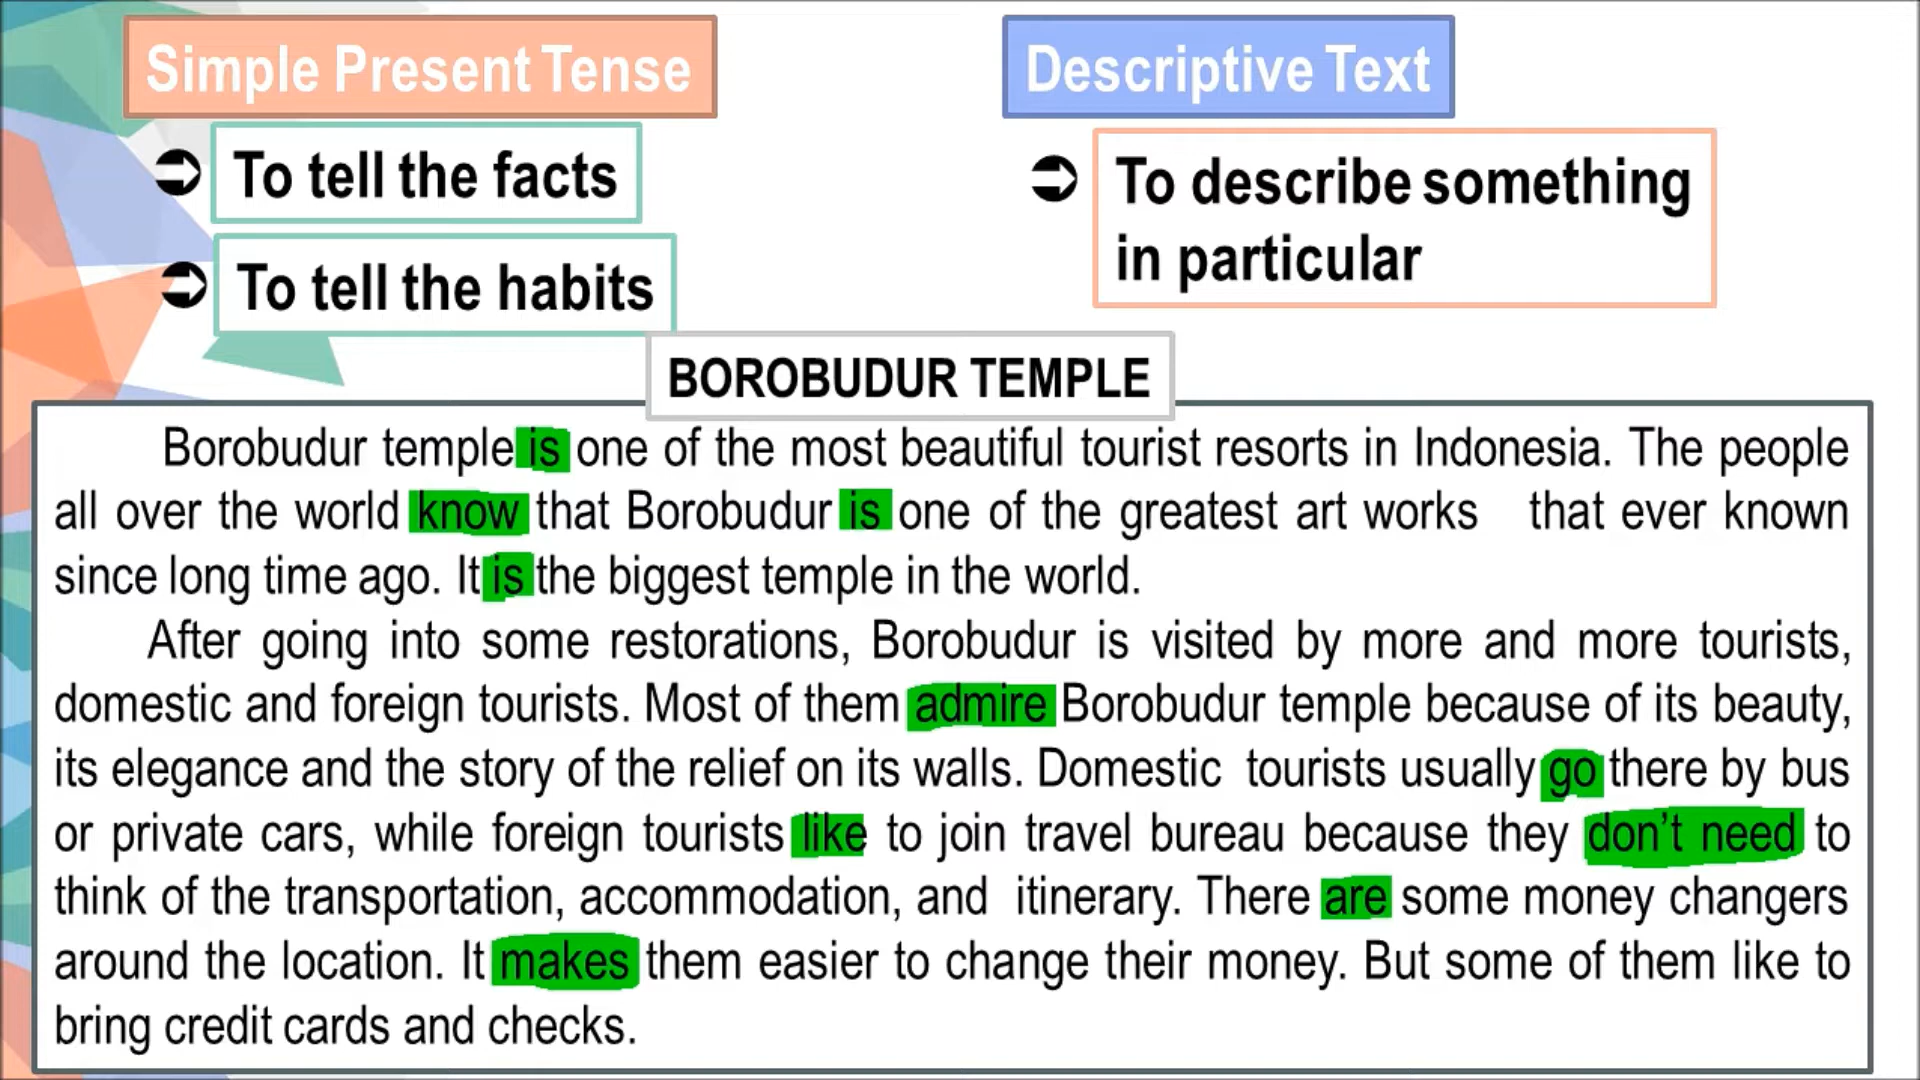 Simple Present Tense
Descriptive Text
To tell the facts
To describe something
in particular
To tell the habits
BOROBUDUR TEMPLE
Borobudur temple is one of the most beautiful tourist resorts in Indonesia. The people
all over the world know that Borobudur is one of the greatest art works that ever known
since long time ago. It is the biggest temple in the world.
After going into some restorations, Borobudur is visited by more and more tourists,
domestic and foreign tourists. Most of them admire Borobudur temple because of its beauty,
its elegance and the story of the relief on its walls. Domestic tourists usually go there by bus
or private cars, while foreign tourists like to join travel bureau because they don't need to
think of the transportation, accommodation, and itinerary. There are some money changers
around the location. It makes them easier to change their money. But some of them like to
bring credit cards and checks.